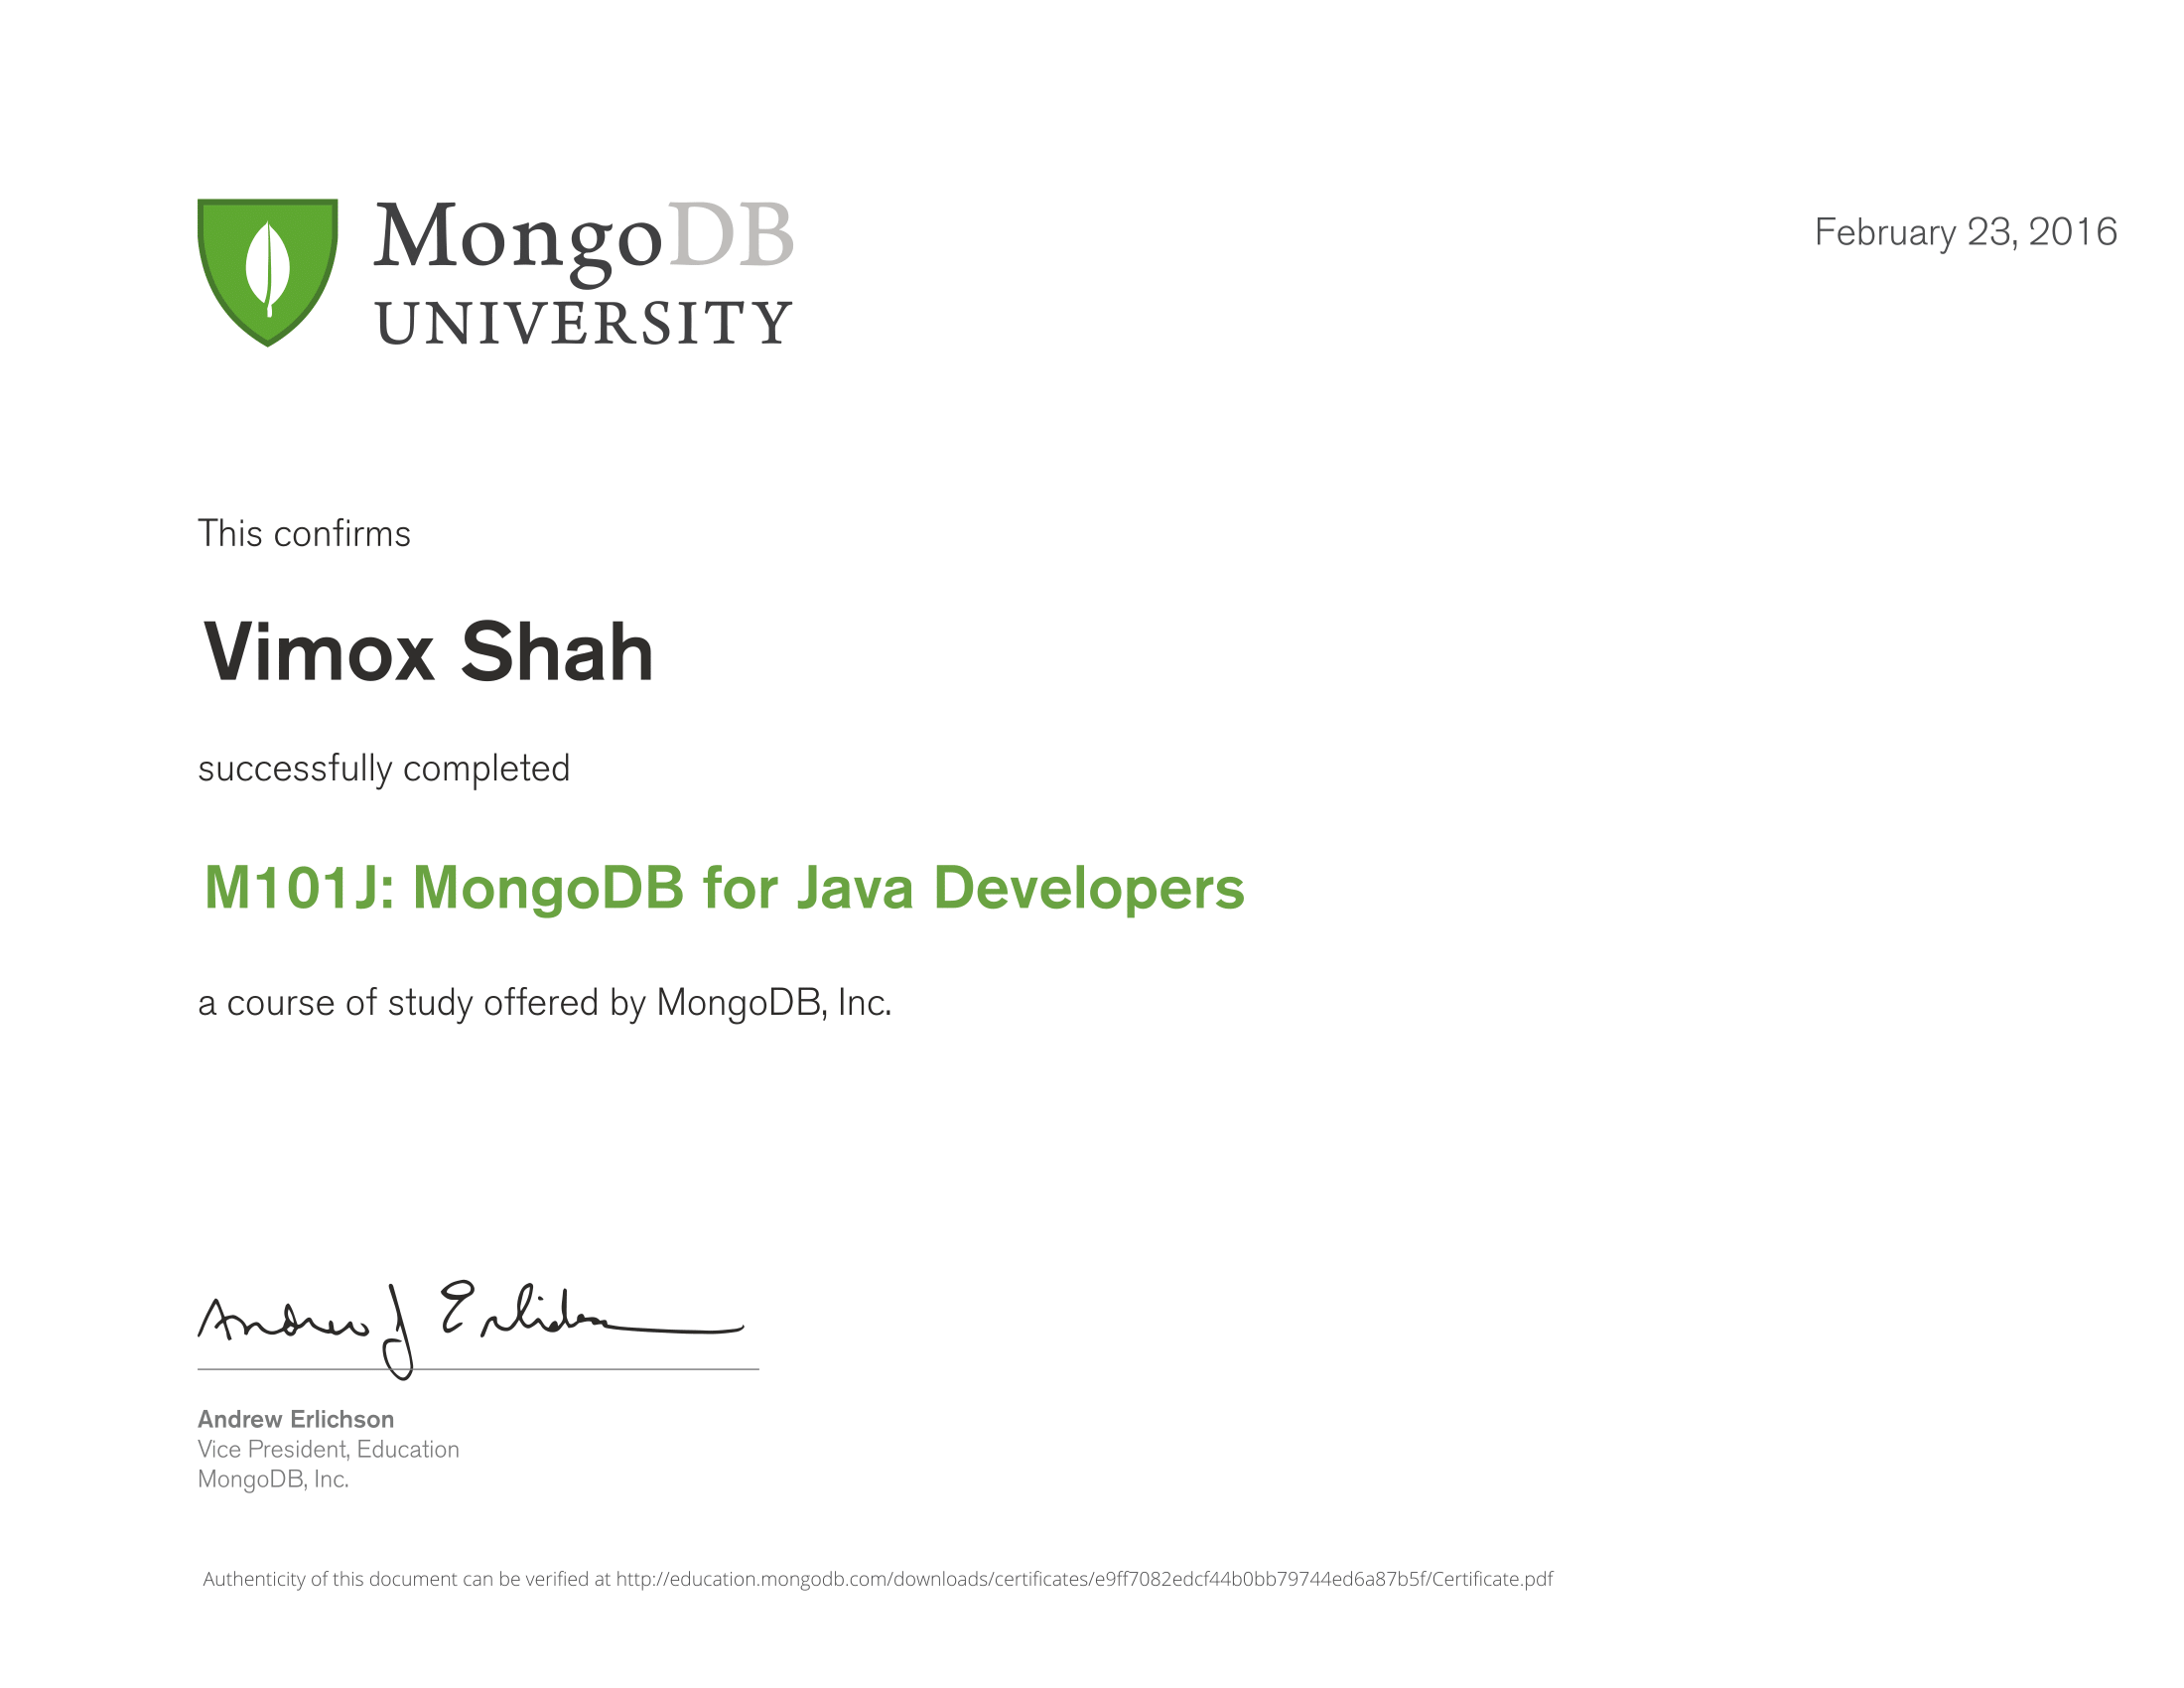 MongoDB
UNIVERSITY
February 23, 2016
This confirms
Vimox Shah
successfully completed
M101J: MongoDB for Java Developers
a course of study offered by MongoDB, Inc.
Andrew J Erlichson
Andrew Erlichson
Vice President, Education
MongoDB, Inc.
Authenticity of this document can be verified at http://education.mongodb.com/downloads/certificates/e9ff7082edcf44b0bb79744ed6a87b5f/Certificate.pdf